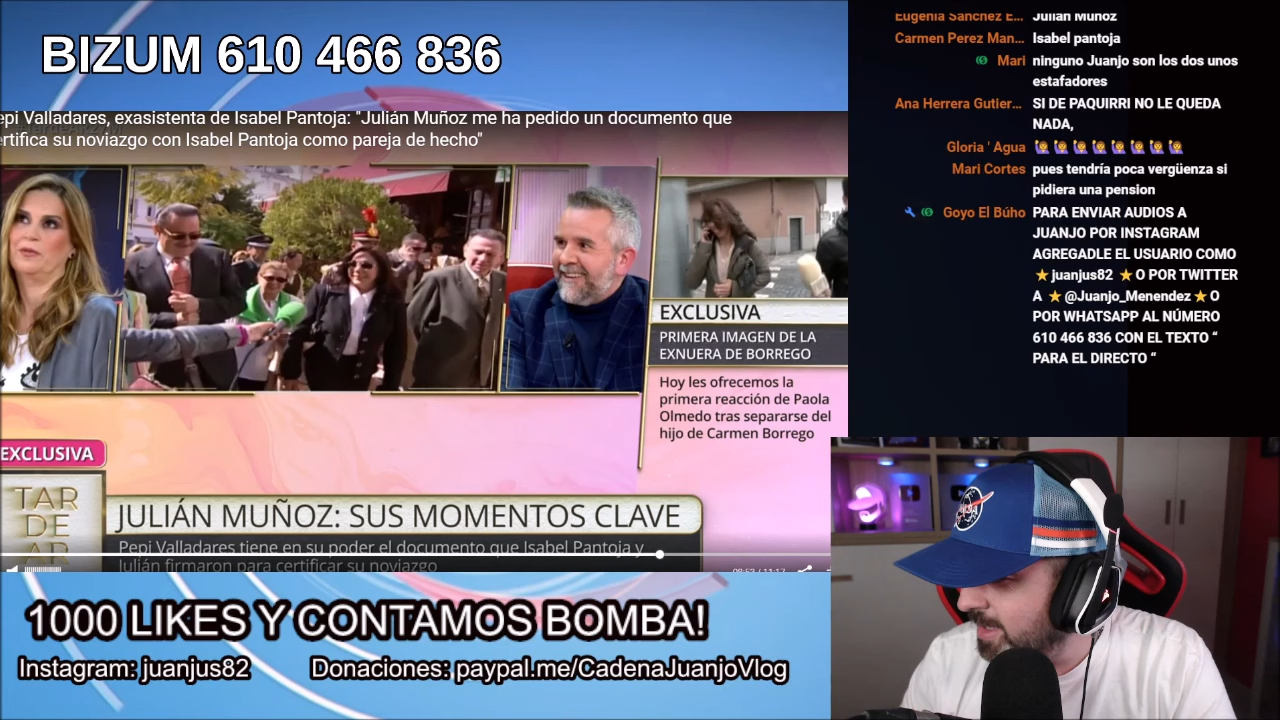 BIZUM 610 466 836
epi Valladares, exasistenta de Isabel Pantoja: "Julián Muñoz me ha pedido un documento que
ertifica su noviazgo con Isabel Pantoja como pareja de hecho"
EXCLUSIVA
PRIMERA IMAGEN DE LA
EXNUERA DE BORREGO
Hoy les ofrecemos la
primera reacción de Paola
Olmedo tras separarse del
hijo de Carmen Borrego
EXCLUSIVA
TAR
DE
AR
JULIÁN MUÑOZ: SUS MOMENTOS CLAVE
Pepi Valladares tiene en su poder el documento que Isabel Pantoja y
Julián firmaron para certificar su noviazgo
1000 LIKES Y CONTAMOS BOMBA!
Instagram: juanjus82 Donaciones: paypal.me/CadenaJuanjoVlog
Eugenia Sanchez E... Julian Muñoz
Carmen Perez Man... Isabel pantoja
Mari ninguno Juanjo son los dos unos
estafadores
Ana Herrera Gutier... SI DE PAQUIRRI NO LE QUEDA
NADA,
Gloria ' Agua
Mari Cortes pues tendría poca vergüenza si
pidiera una pension
Goyo El Búho PARA ENVIAR AUDIOS A
JUANJO POR INSTAGRAM
AGREGADLE EL USUARIO COMO
⭐juanjus82 ⭐O POR TWITTER
A ⭐@Juanjo_Menendez⭐O
POR WHATSAPP AL NÚMERO
610 466 836 CON EL TEXTO “
PARA EL DIRECTO “